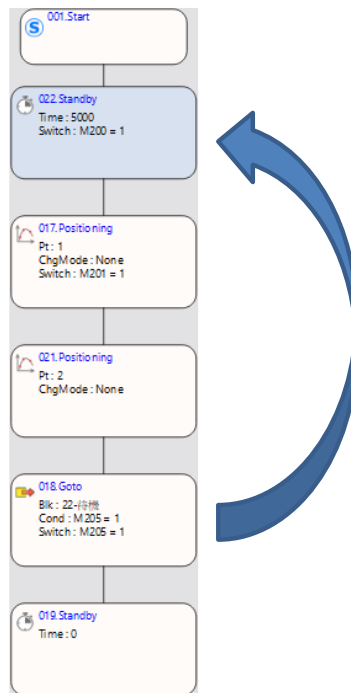 S
001.Start
022.Standby
Time : 5000
Switch : M200 = 1
017.Positioning
Pt : 1
ChgMode : None
Switch : M201 = 1
021.Positioning
Pt : 2
ChgMode : None
018.Goto
Blk : 22-待機
Cond : M205 = 1
Switch : M205 = 1
019.Standby
Time : 0